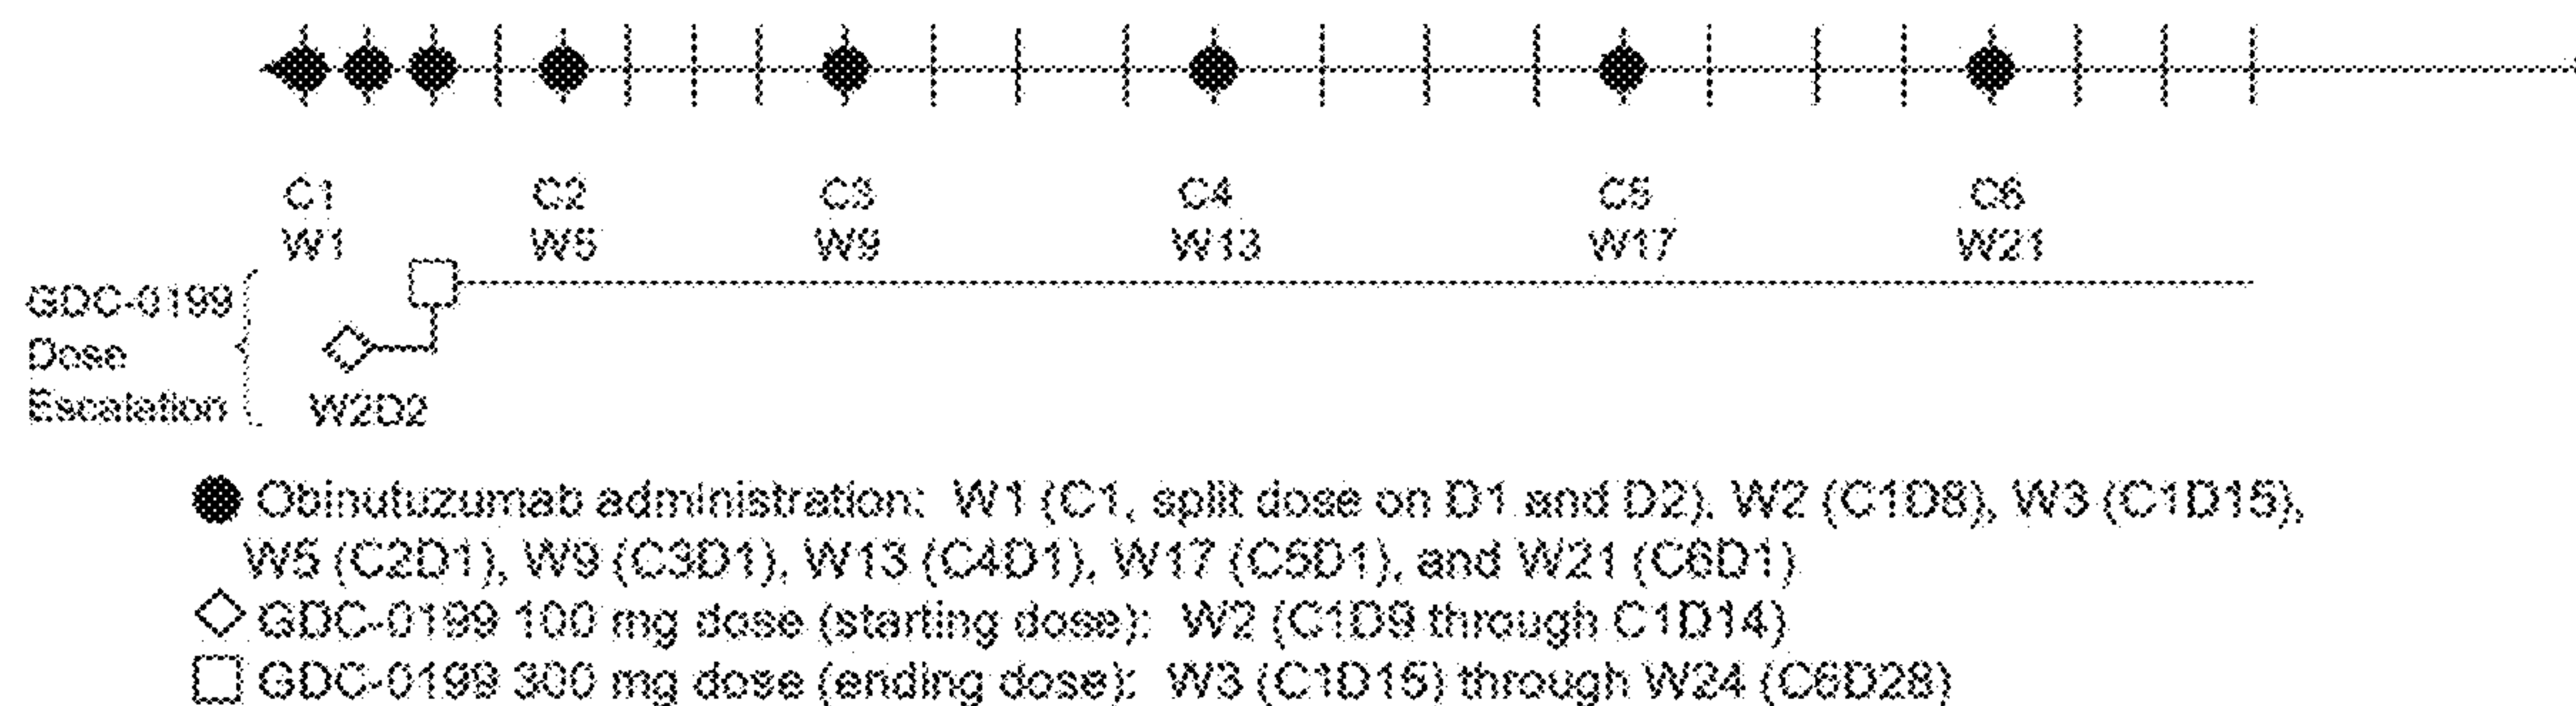 C1 C2 C3 C4 C5 C6
W1 W5 W9 W13 W17 W21
GDC-0199
Dose
Escalation
W2D2
Obinutuzumab administration: W1 (C1, split dose on D1 and D2), W2 (C1D8), W3 (C1D15),
W5 (C2D1), W9 (C3D1), W13 (C4D1), W17 (C5D1), and W21 (C6D1)
GDC-0199 100 mg dose (starting dose): W2 (C1D9 through C1D14)
GDC-0199 300 mg dose (ending dose): W3 (C1D15) through W24 (C6D28)